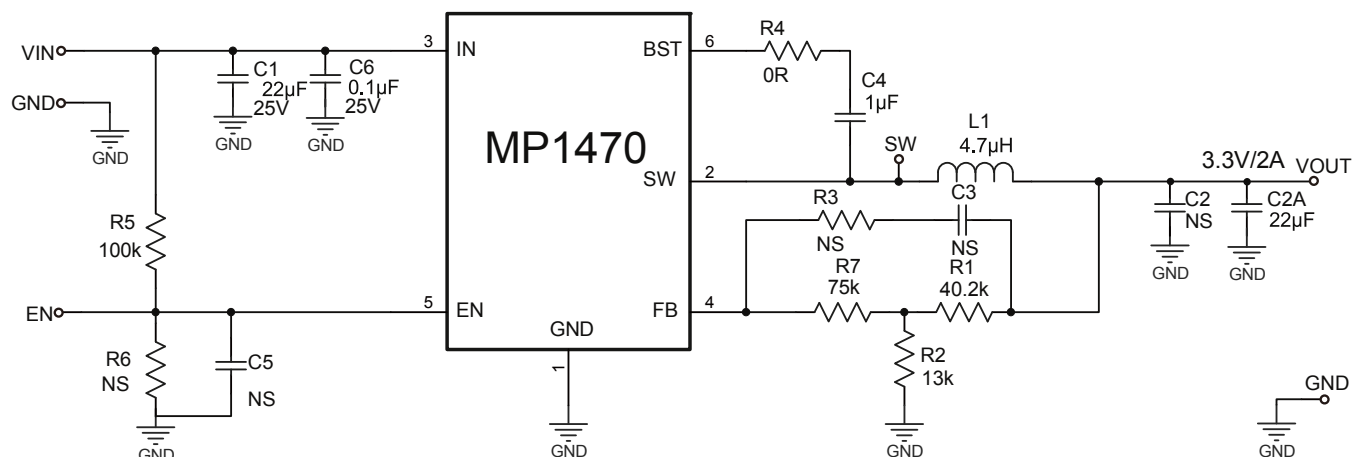 VIN
GND
GND
C1
22µF
25V
GND
C6
0.1µF
25V
GND
3
IN
MP1470
BST
6
R4
0R
C4
1µF
SW
2
SW
L1
4.7µH
3.3V/2A
VOUT
C2
NS
GND
C2A
22µF
GND
R3
NS
C3
NS
R5
100k
R7
75k
R1
40.2k
EN
5
EN
FB
4
GND
1
GND
R6
NS
C5
NS
GND
R2
13k
GND
GND
GND